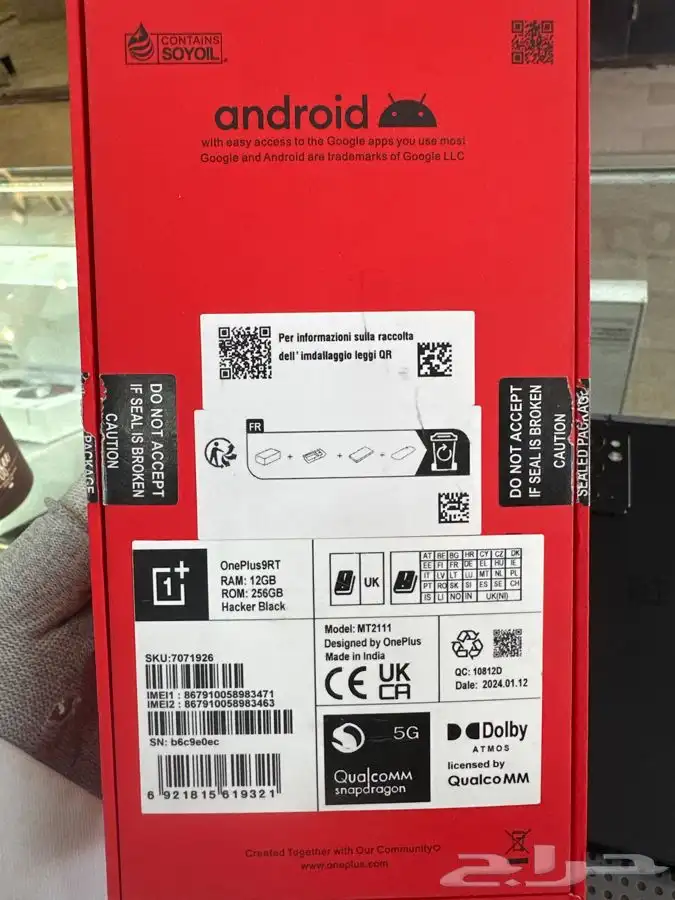 CONTAINS
SOYOIL
android
with easy access to the Google apps you use most
Google and Android are trademarks of Google LLC
Per informazioni sulla raccolta
dell' imdallaggio leggi QR
DO NOT ACCEPT
IF SEAL IS BROKEN
CAUTION
PACKAGE
DO NOT ACCEPT
IF SEAL IS BROKEN
CAUTION
SEALED PACKAGE
FR
OnePlus9RT
RAM: 12GB
ROM: 256GB
Hacker Black
UK
AT BE BG HR CY CZ DK
EE FI FR DE EL HU IE
IT LV LT LU MT NL PL
PT RO SK SI ES SE CH
IS LI NO IN UK(NI)
SKU:7071926
IMEI1 : 867910058983471
IMEI2 : 867910058983463
SN: b6c9e0ec
6 921815 619321
Model: MT2111
Designed by OnePlus
Made in India
CE UK CA
QC: 10812D
Date: 2024.01.12
5G
QualcoMM
snapdragon
Dolby
ATMOS
licensed by
QualcoMM
Created Together with Our Community
www.oneplus.com
حراج